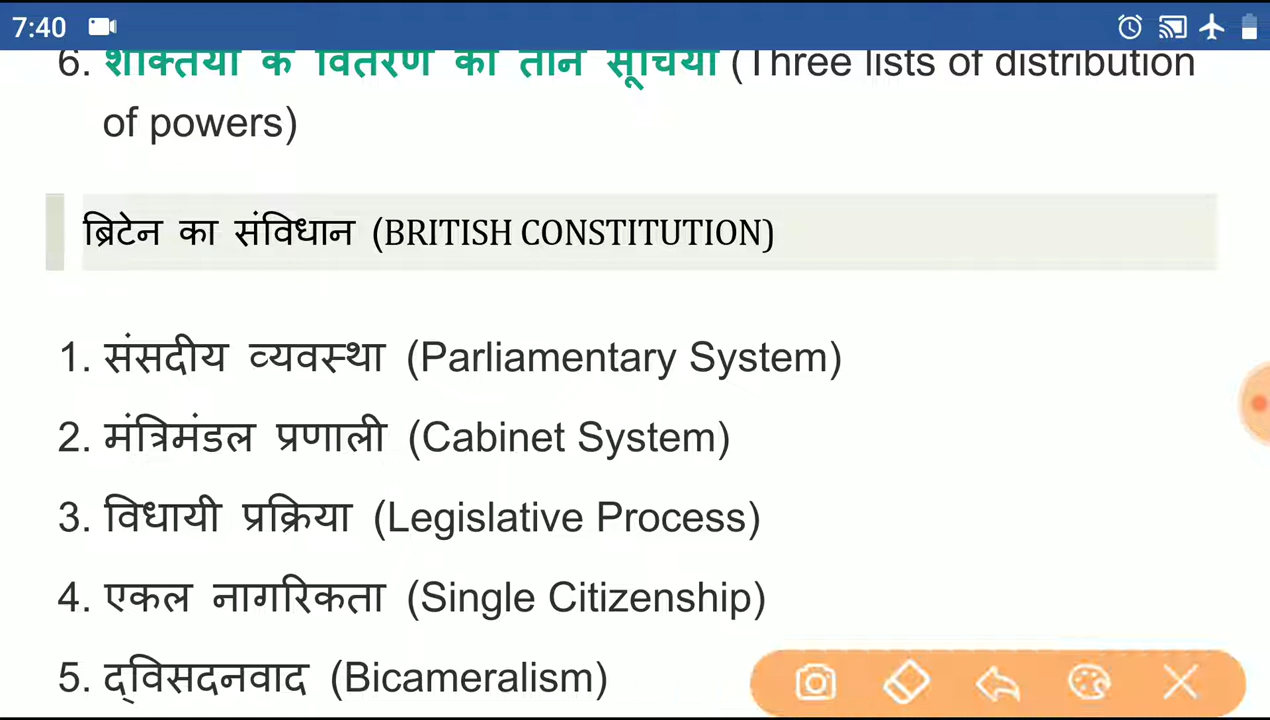 7:40
6. शक्तियों के वितरण की तीन सूचियां (Three lists of distribution
of powers)
ब्रिटेन का संविधान (BRITISH CONSTITUTION)
1. संसदीय व्यवस्था (Parliamentary System)
2. मंत्रिमंडल प्रणाली (Cabinet System)
3. विधायी प्रक्रिया (Legislative Process)
4. एकल नागरिकता (Single Citizenship)
5. द्विसदनवाद (Bicameralism)